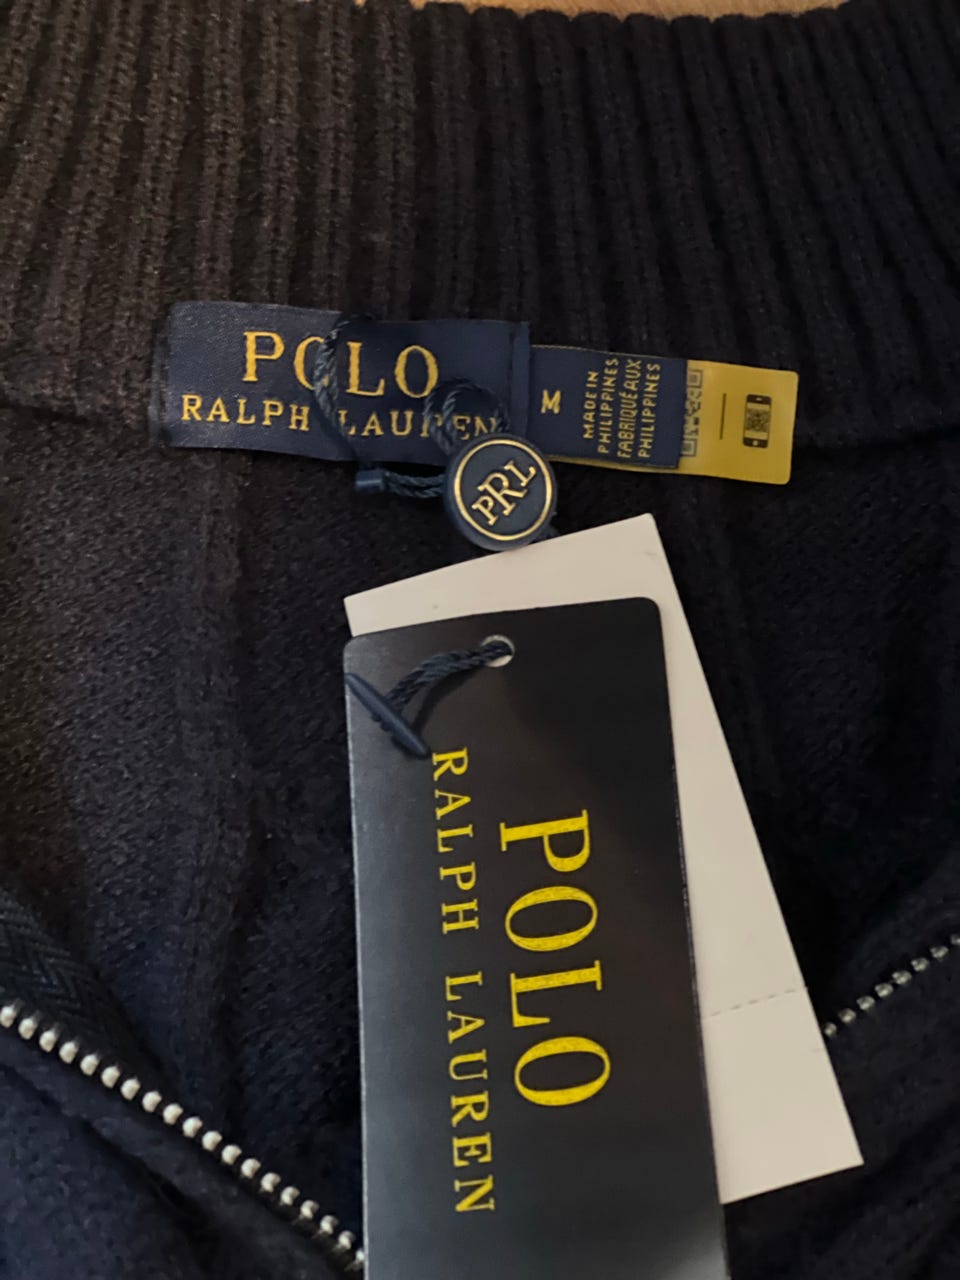 POLO
RALPH LAUREN
M
MADE IN
PHILIPPINES
FABRIQUÉ AUX
PHILIPPINES
PRL
POLO
RALPH LAUREN